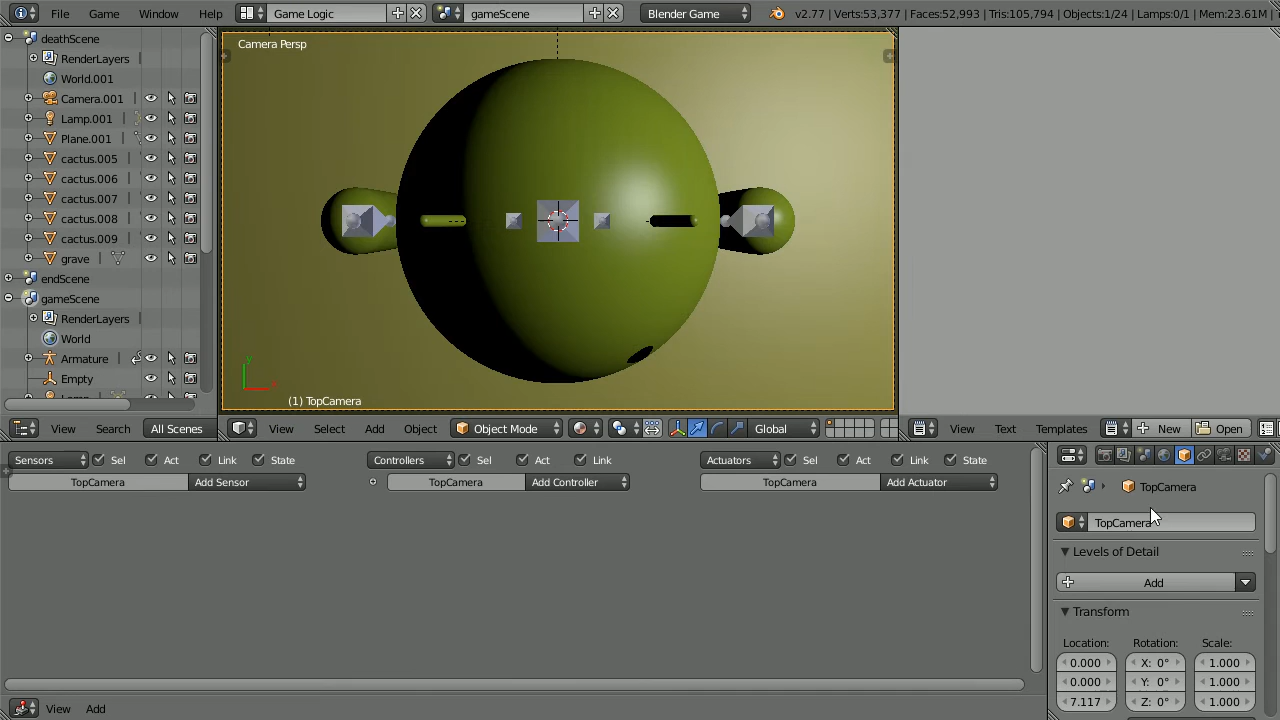 File Game Window Help Game Logic gameScene Blender Game v2.77 | Verts:53,377 | Faces:52,993 | Tris:105,794 | Objects:1/24 | Lamps:0/1 | Mem:23.61M
deathScene
RenderLayers
World.001
Camera.001
Lamp.001
Plane.001
cactus.005
cactus.006
cactus.007
cactus.008
cactus.009
grave
endScene
gameScene
RenderLayers
World
Armature
Empty
View Search All Scenes
Camera Persp
y
(1) TopCamera
View Select Add Object Object Mode Global
View Text Templates New Open
Sensors Sel Act Link State Controllers Sel Act Link Actuators Sel Act Link State
TopCamera Add Sensor TopCamera Add Controller TopCamera Add Actuator
View Add
TopCamera
TopCamera
Levels of Detail
Add
Transform
Location: Rotation: Scale:
0.000 X: 0° 1.000
0.000 Y: 0° 1.000
7.117 Z: 0° 1.000